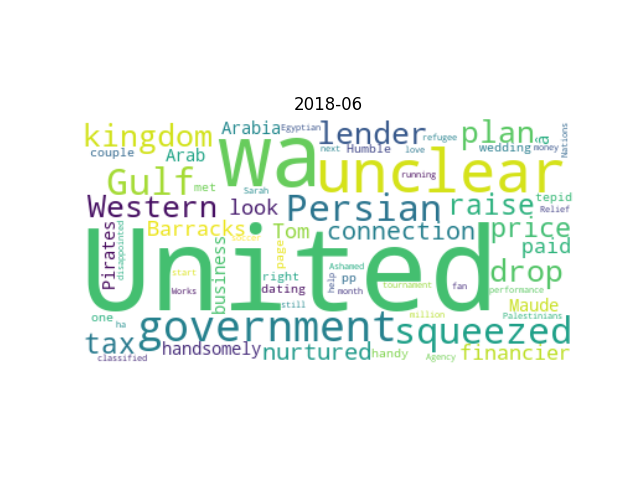 2018-06
kingdom Arabia Egyptian lender refugee plan a Nations
couple Arab wa next Humble love wedding money
Gulf met Sarah unclear running
Western look Persian raise tepid Relief
Pirates disappointed Barracks soccer Tom connection price
United business page paid
start right Ashamed pp help drop
Works dating month tournament fan performance
one still million Maude Palestinians
ha government squeezed
tax handsomely nurtured handy Agency financier
classified